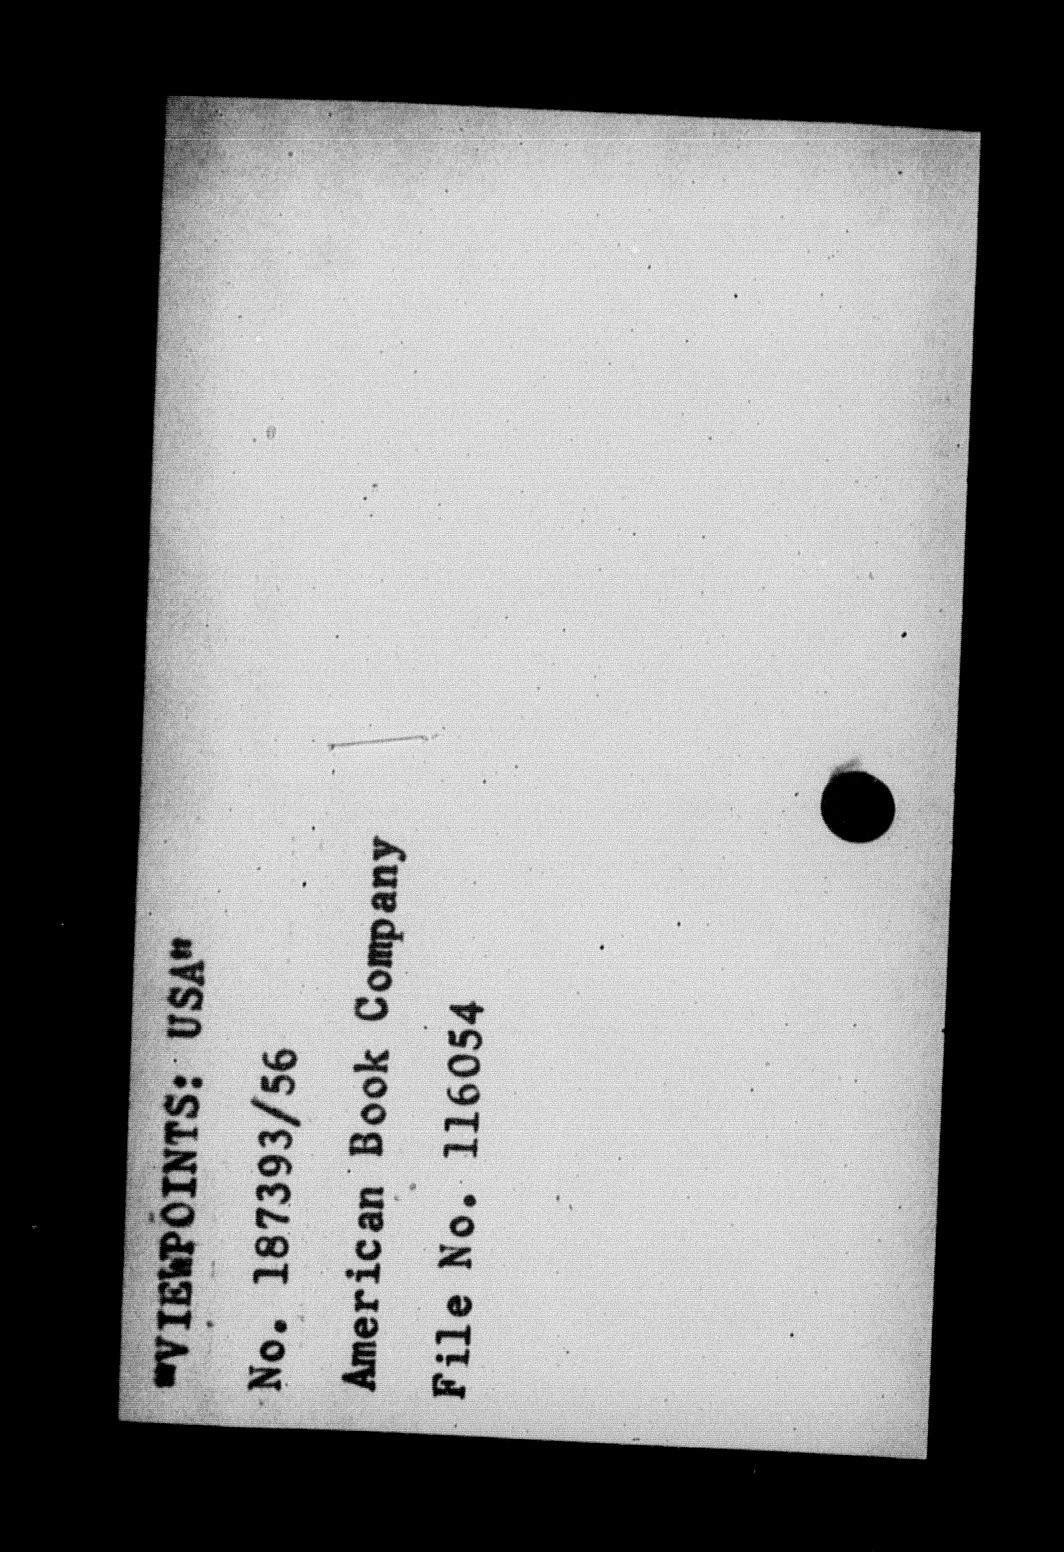 "VIEWPOINTS: USA"
No. 187393/56
American Book Company
File No. 116054